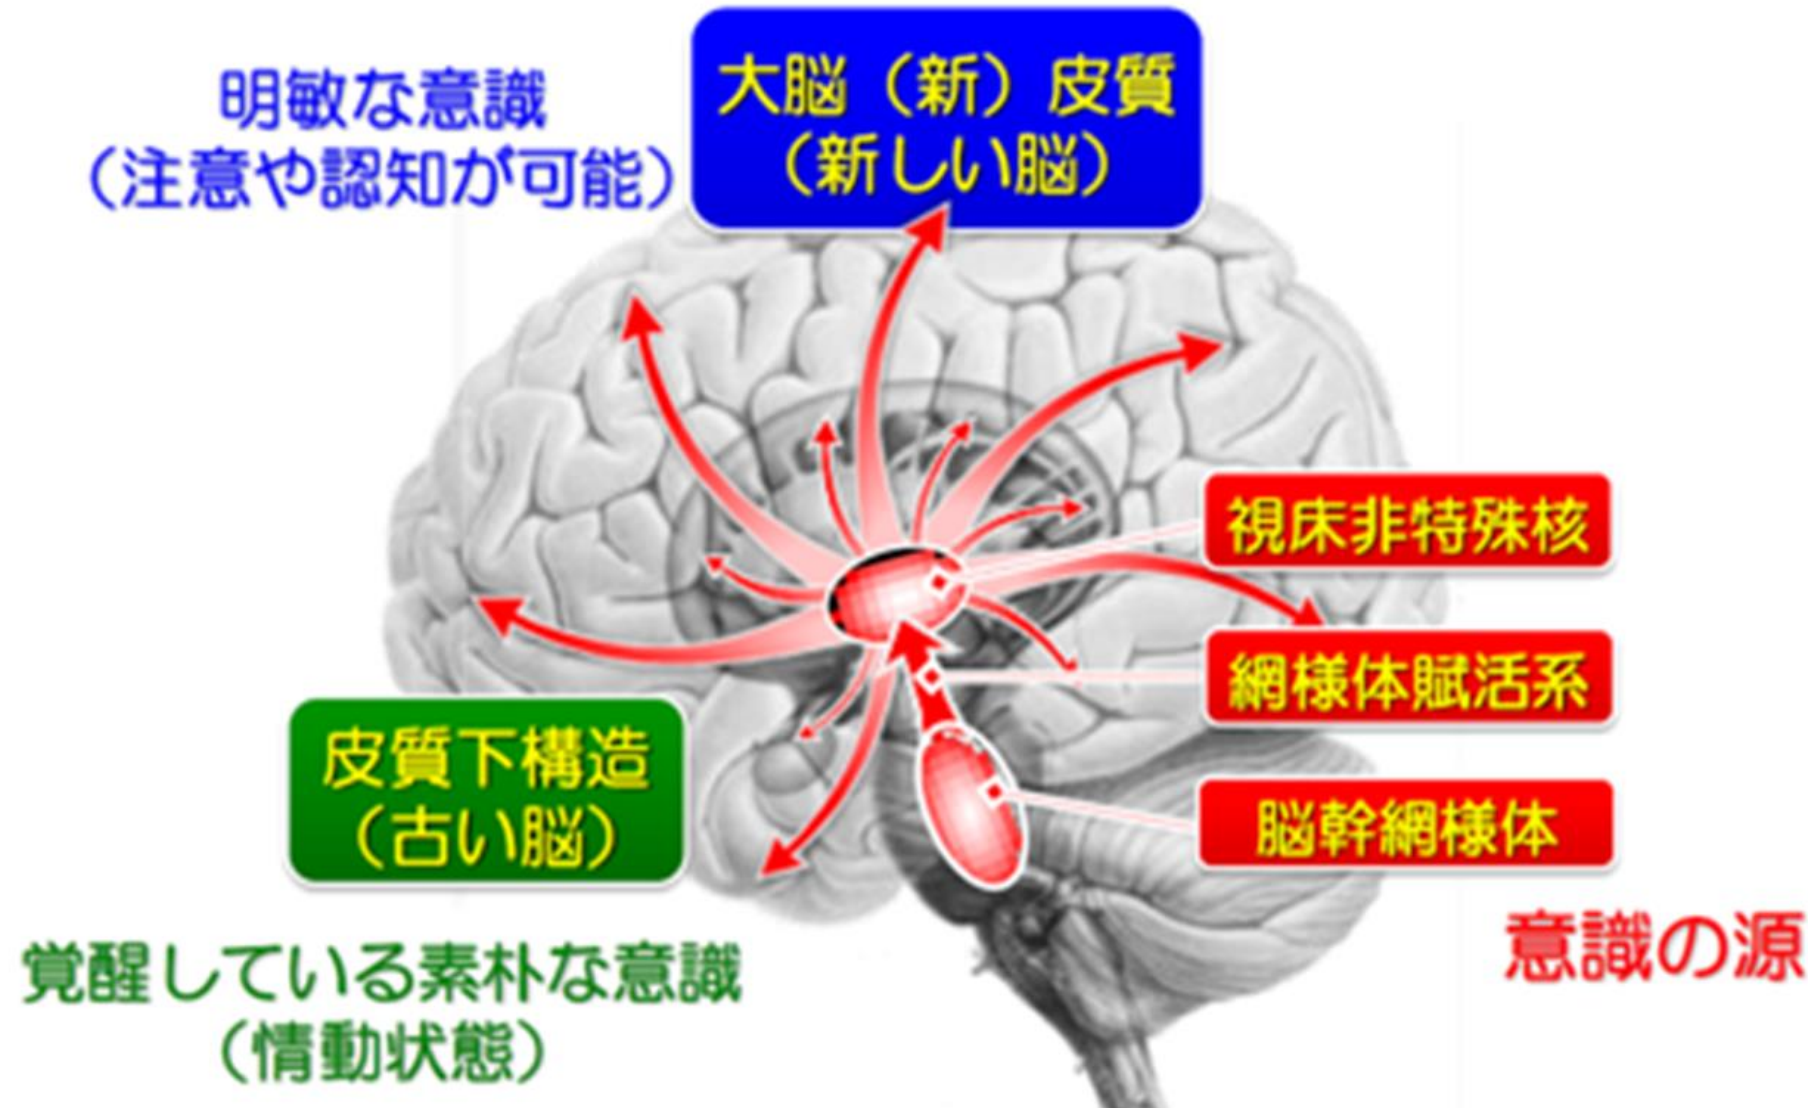 明敏な意識
（注意や認知が可能）
大脳（新）皮質
（新しい脳）
視床非特殊核
網様体賦活系
脳幹網様体
意識の源
皮質下構造
（古い脳）
覚醒している素朴な意識
（情動状態）